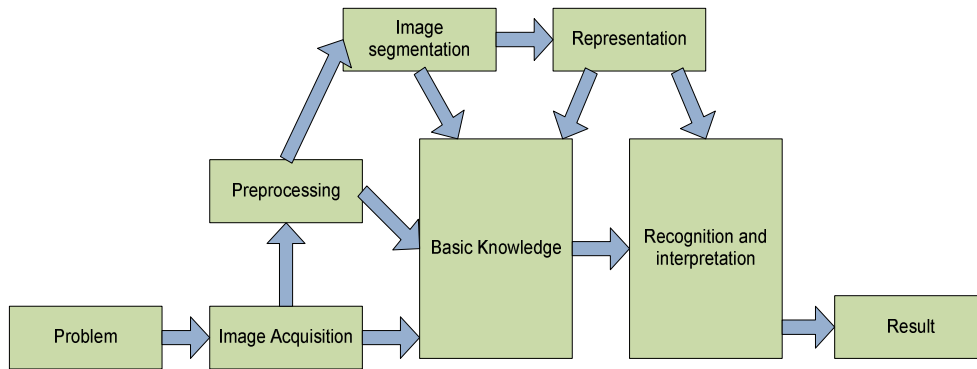 Image
segmentation
Representation
Preprocessing
Basic Knowledge
Recognition and
interpretation
Problem
Image Acquisition
Result